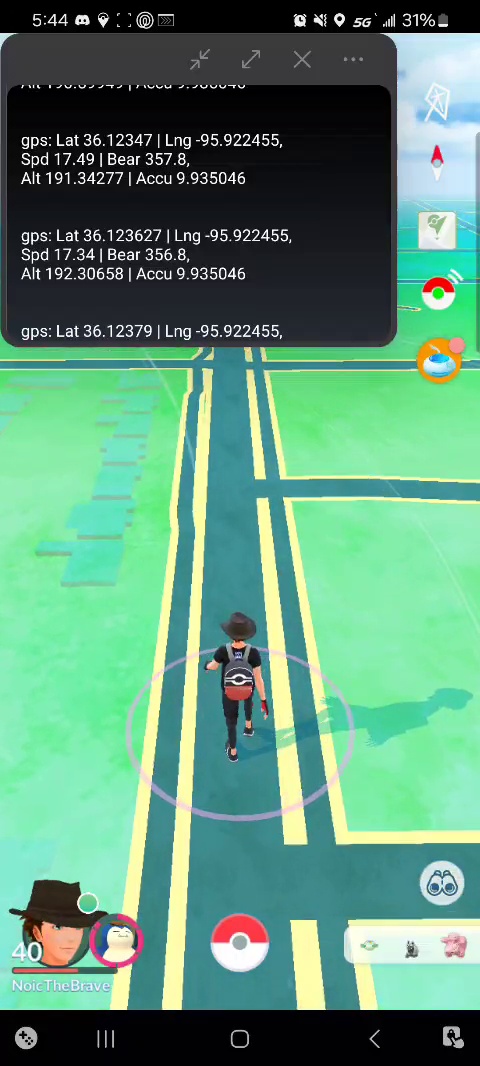 5:44
5G
31%
gps: Lat 36.12347 | Lng -95.922455,
Spd 17.49 | Bear 357.8,
Alt 191.34277 | Accu 9.935046
gps: Lat 36.123627 | Lng -95.922455,
Spd 17.34 | Bear 356.8,
Alt 192.30658 | Accu 9.935046
gps: Lat 36.12379 | Lng -95.922455,
40
NoicTheBrave